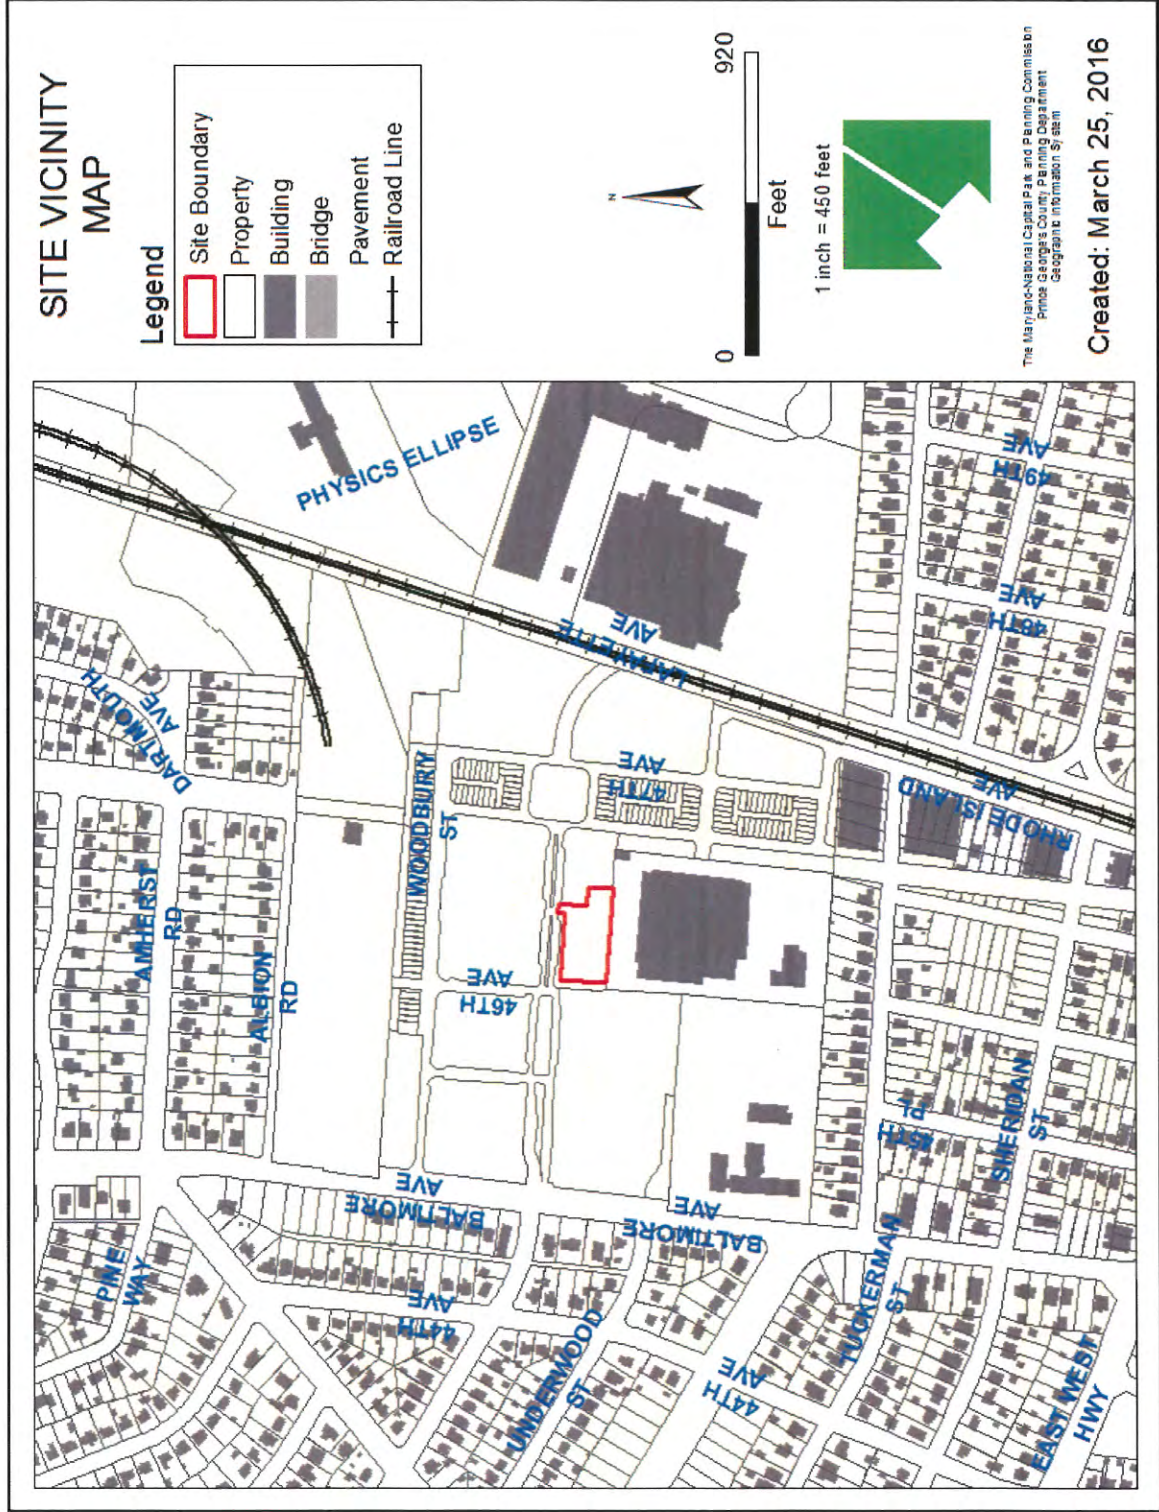 SITE VICINITY
MAP
Legend
Site Boundary
Property
Building
Bridge
Pavement
Railroad Line
N
0
920
Feet
1 inch = 450 feet
The Maryland-National Capital Park and Planning Commission
Prince George's County Planning Department
Geographic Information System
Created: March 25, 2016
PINE
WAY
AMHERST
RD
DARTMOUTH
AVE
ALBION
RD
PHYSICS ELLIPSE
44TH
AVE
BALTIMORE
AVE
46TH
AVE
WOODBURY
ST
LAFAYETTE
AVE
UNDERWOOD
ST
BALTIMORE
AVE
47TH
AVE
44TH
AVE
TUCKERMAN
ST
45TH
PL
RHODE ISLAND
AVE
48TH
AVE
49TH
AVE
SHERIDAN
ST
EAST WEST
HWY